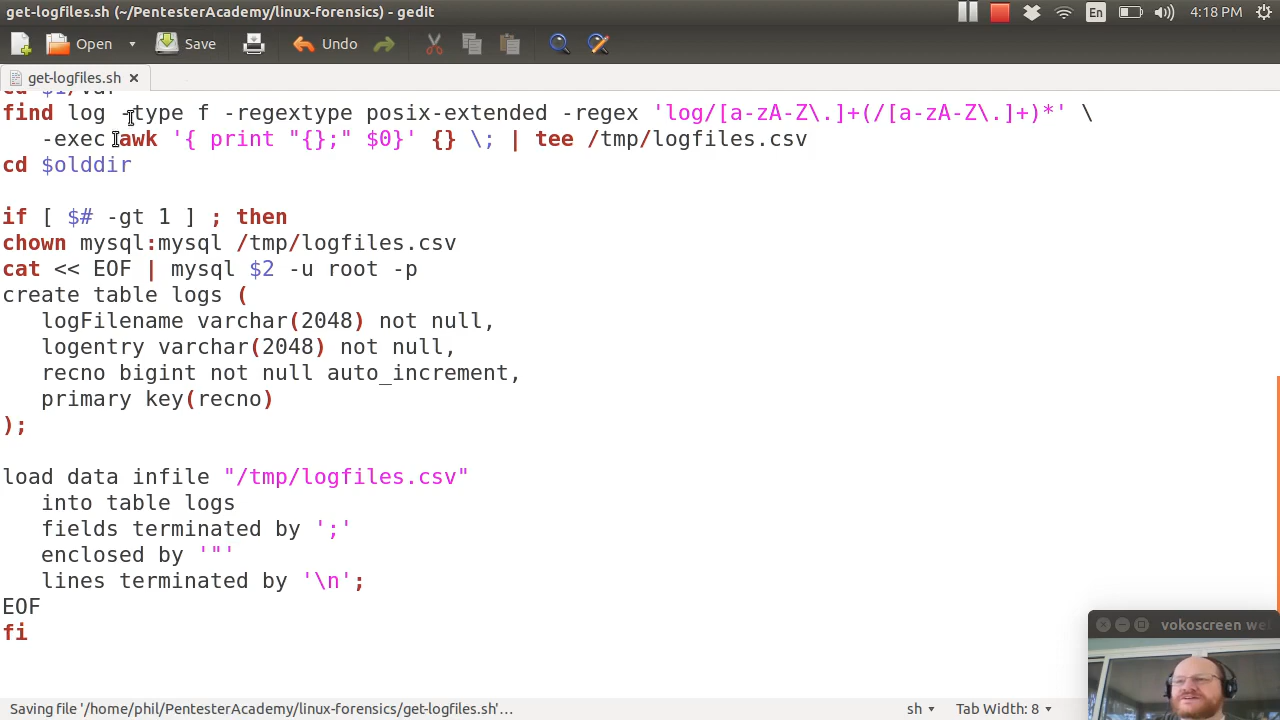 get-logfiles.sh (~/PentesterAcademy/linux-forensics) - gedit
En
4:18 PM
Open
Save
Undo
get-logfiles.sh
cd $1/var
find log -type f -regextype posix-extended -regex 'log/[a-zA-Z\.]+(/[a-zA-Z\.]+)*' \
-exec awk '{ print "{};" $0}' {} \; | tee /tmp/logfiles.csv
cd $olddir
if [ $# -gt 1 ] ; then
chown mysql:mysql /tmp/logfiles.csv
cat << EOF | mysql $2 -u root -p
create table logs (
logFilename varchar(2048) not null,
logentry varchar(2048) not null,
recno bigint not null auto_increment,
primary key(recno)
);
load data infile "/tmp/logfiles.csv"
into table logs
fields terminated by ';'
enclosed by '"'
lines terminated by '\n';
EOF
fi
vokoscreen we
Saving file '/home/phil/PentesterAcademy/linux-forensics/get-logfiles.sh'...
sh
Tab Width: 8